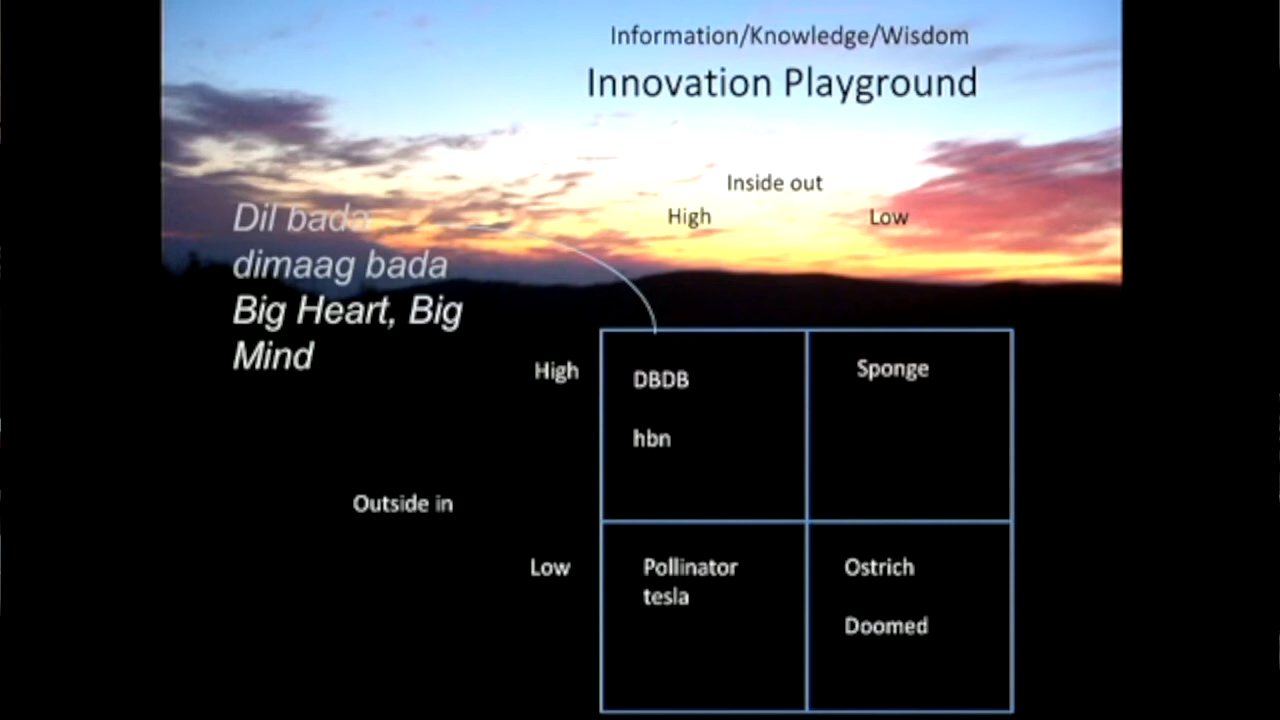 Information/Knowledge/Wisdom
Innovation Playground
Inside out
High Low
Dil bada
dimaag bada
Big Heart, Big
Mind
High
DBDB
hbn
Sponge
Outside in
Low
Pollinator
tesla
Ostrich
Doomed